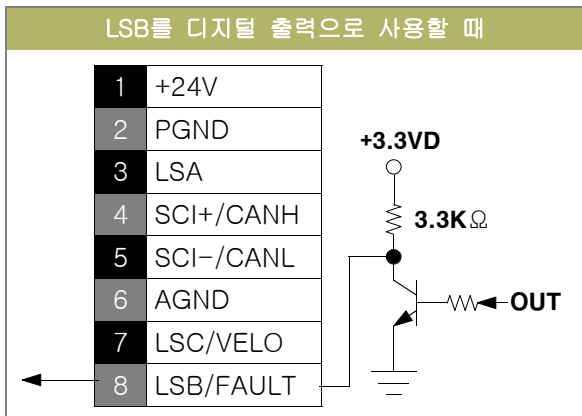 LSB를 디지털 출력으로 사용할 때
1 +24V
2 PGND
3 LSA
4 SCI+/CANH
5 SCI-/CANL
6 AGND
7 LSC/VELO
8 LSB/FAULT
+3.3VD
3.3KΩ
OUT